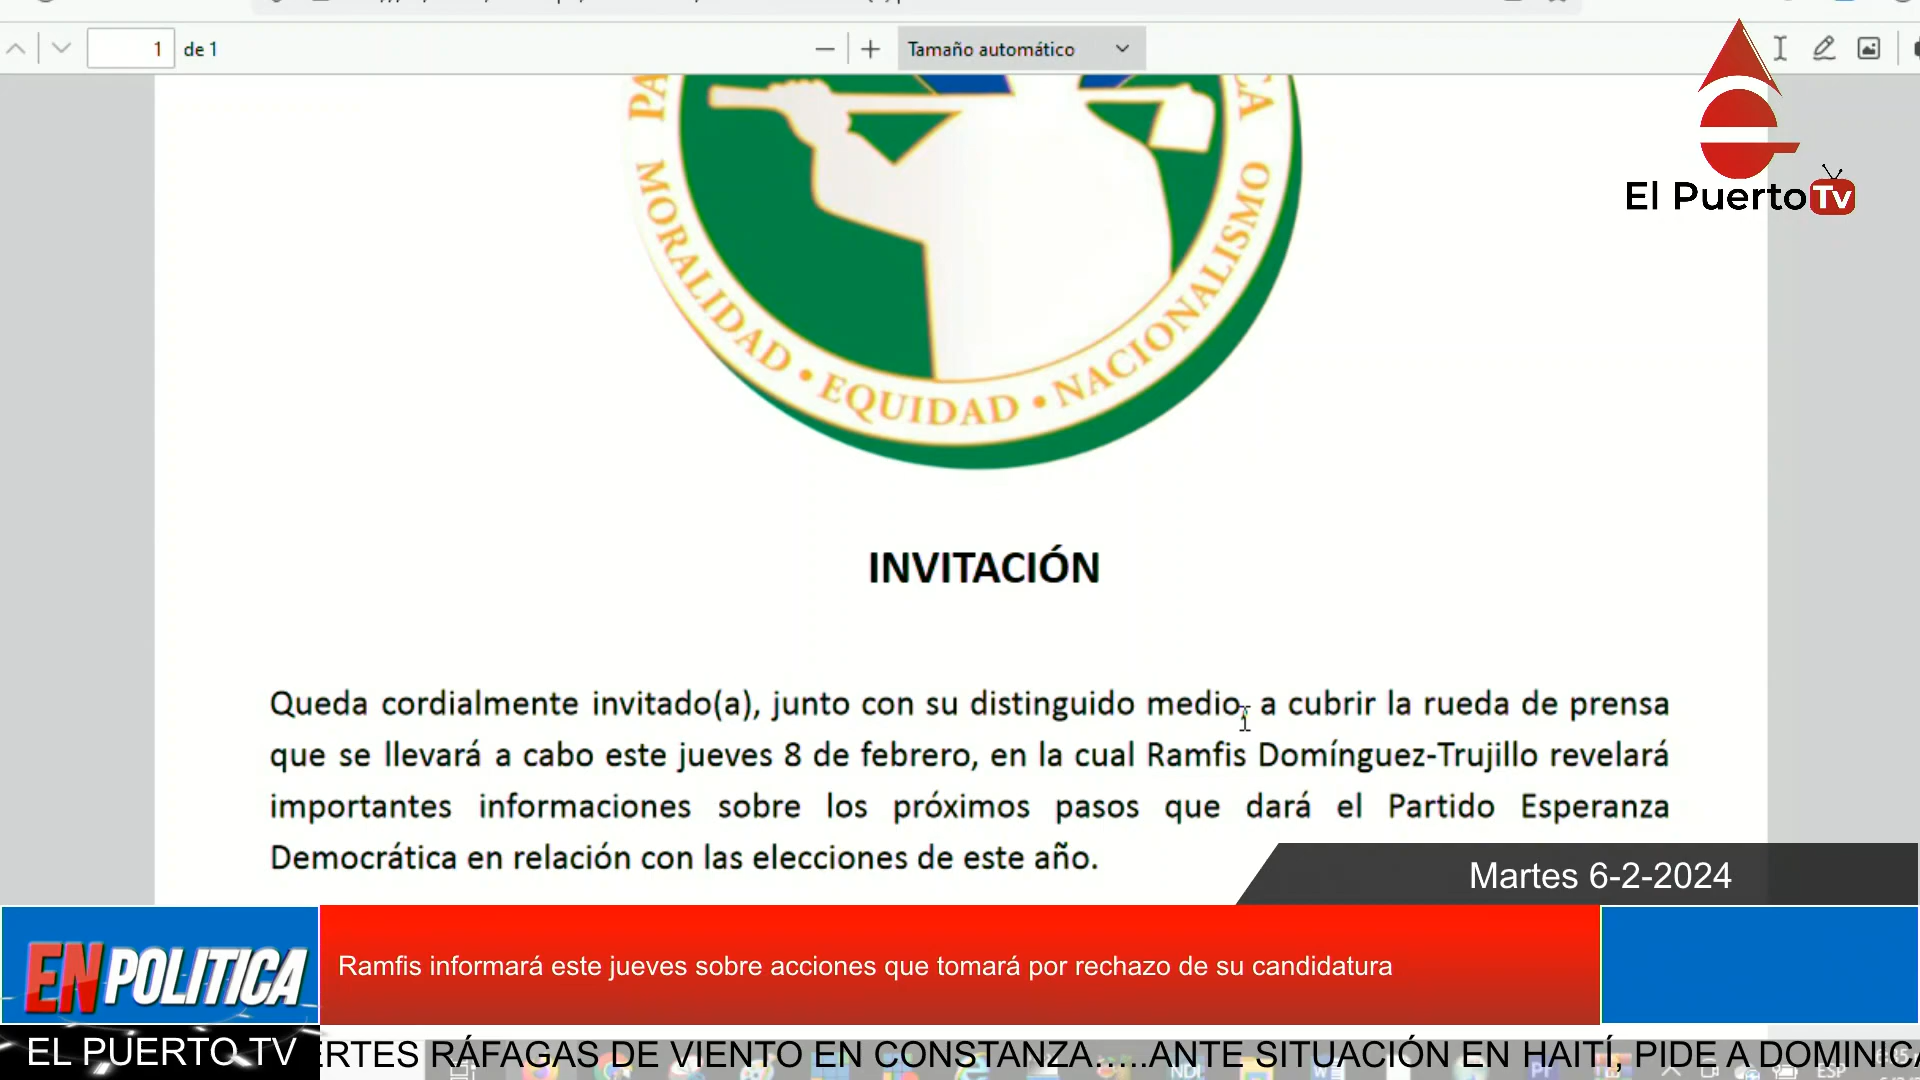 1 de 1
Tamaño automático
El Puerto Tv
MORALIDAD • EQUIDAD • NACIONALISMO
INVITACIÓN
Queda cordialmente invitado(a), junto con su distinguido medio, a cubrir la rueda de prensa
que se llevará a cabo este jueves 8 de febrero, en la cual Ramfis Domínguez-Trujillo revelará
importantes informaciones sobre los próximos pasos que dará el Partido Esperanza
Democrática en relación con las elecciones de este año.
Martes 6-2-2024
EN POLITICA
Ramfis informará este jueves sobre acciones que tomará por rechazo de su candidatura
EL PUERTO TV
ERTES RÁFAGAS DE VIENTO EN CONSTANZA.....ANTE SITUACIÓN EN HAITÍ, PIDE A DOMINICA